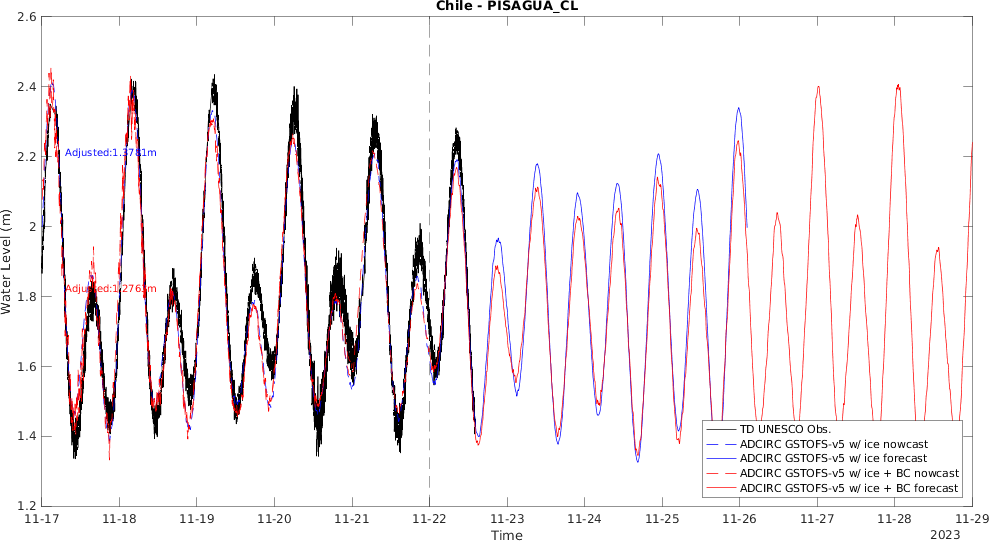 Chile - PISAGUA_CL
2.6
2.4
2.2
2
1.8
1.6
1.4
1.2
Water Level (m)
Adjusted:1.3781m
TD UNESCO Obs.
ADCIRC GSTOFS-v5 w/ ice nowcast
ADCIRC GSTOFS-v5 w/ ice forecast
ADCIRC GSTOFS-v5 w/ ice + BC nowcast
ADCIRC GSTOFS-v5 w/ ice + BC forecast
11-17 11-18 11-19 11-20 11-21 11-22 11-23 11-24 11-25 11-26 11-27 11-28 11-29
Time
2023